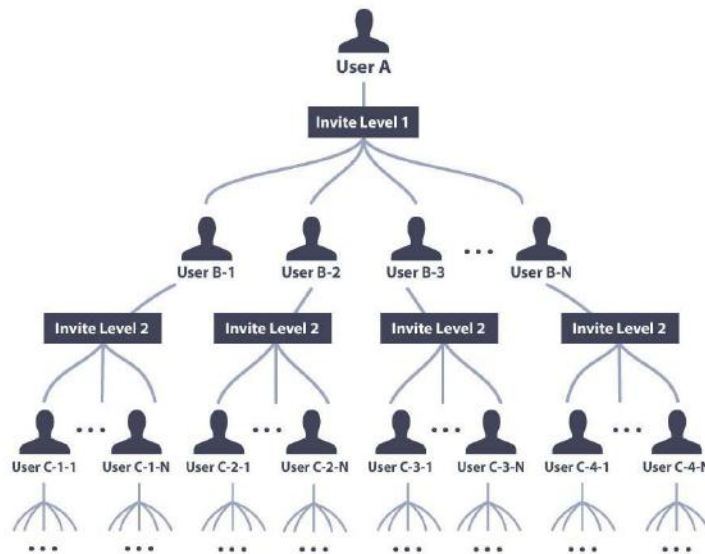 User A
Invite Level 1
User B-1 User B-2 User B-3 ... User B-N
Invite Level 2 Invite Level 2 Invite Level 2 Invite Level 2
... ... ... ...
User C-1-1 User C-1-N User C-2-1 User C-2-N User C-3-1 User C-3-N User C-4-1 User C-4-N
... ... ... ... ... ... ... ...